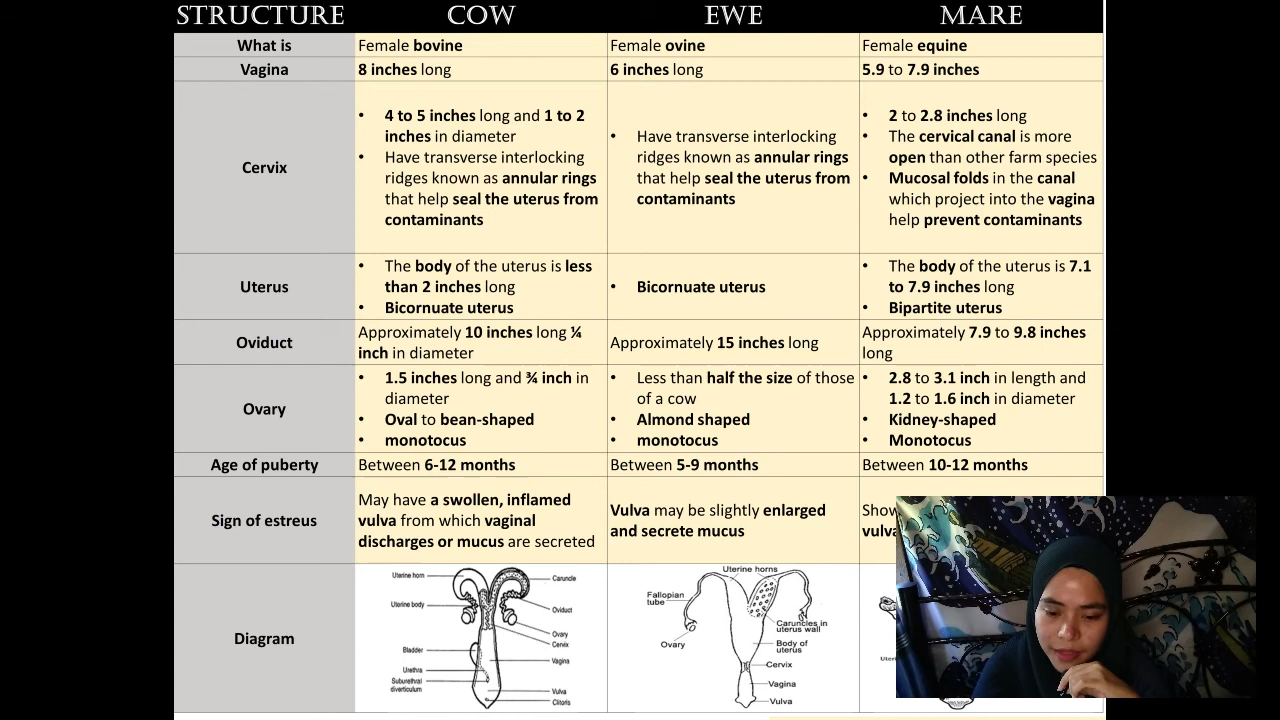 STRUCTURE COW EWE MARE
What is Female bovine Female ovine Female equine
Vagina 8 inches long 6 inches long 5.9 to 7.9 inches
Cervix
• 4 to 5 inches long and 1 to 2
inches in diameter
• Have transverse interlocking
ridges known as annular rings
that help seal the uterus from
contaminants
• Have transverse interlocking
ridges known as annular rings
that help seal the uterus from
contaminants
• 2 to 2.8 inches long
• The cervical canal is more
open than other farm species
• Mucosal folds in the canal
which project into the vagina
help prevent contaminants
Uterus
• The body of the uterus is less
than 2 inches long
• Bicornuate uterus
• Bicornuate uterus
• The body of the uterus is 7.1
to 7.9 inches long
• Bipartite uterus
Oviduct
Approximately 10 inches long ¼
inch in diameter
Approximately 15 inches long
Approximately 7.9 to 9.8 inches
long
Ovary
• 1.5 inches long and ¾ inch in
diameter
• Oval to bean-shaped
• monotocus
• Less than half the size of those
of a cow
• Almond shaped
• monotocus
• 2.8 to 3.1 inch in length and
1.2 to 1.6 inch in diameter
• Kidney-shaped
• Monotocus
Age of puberty Between 6-12 months Between 5-9 months Between 10-12 months
Sign of estreus
May have a swollen, inflamed
vulva from which vaginal
discharges or mucus are secreted
Vulva may be slightly enlarged
and secrete mucus
vulva
Diagram
Uterine horn
Uterine body
Bladder
Urethra
Suburethral
diverticulum
Caruncle
Oviduct
Ovary
Cervix
Vagina
Vulva
Clitoris
Uterine horns
Fallopian
tube
Ovary
Caruncles in
uterus wall
Body of
uterus
Cervix
Vagina
Vulva